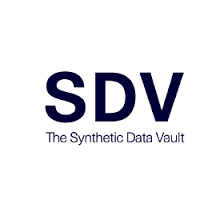 SDV
The Synthetic Data Vault